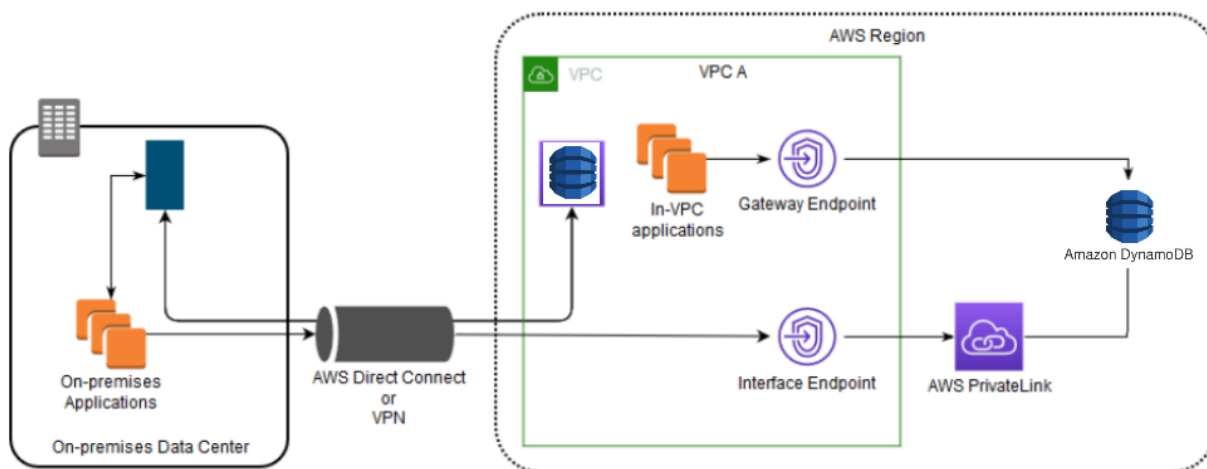 AWS Region
VPC
VPC A
In-VPC
applications
Gateway Endpoint
Amazon DynamoDB
On-premises
Applications
On-premises Data Center
AWS Direct Connect
or
VPN
Interface Endpoint
AWS PrivateLink